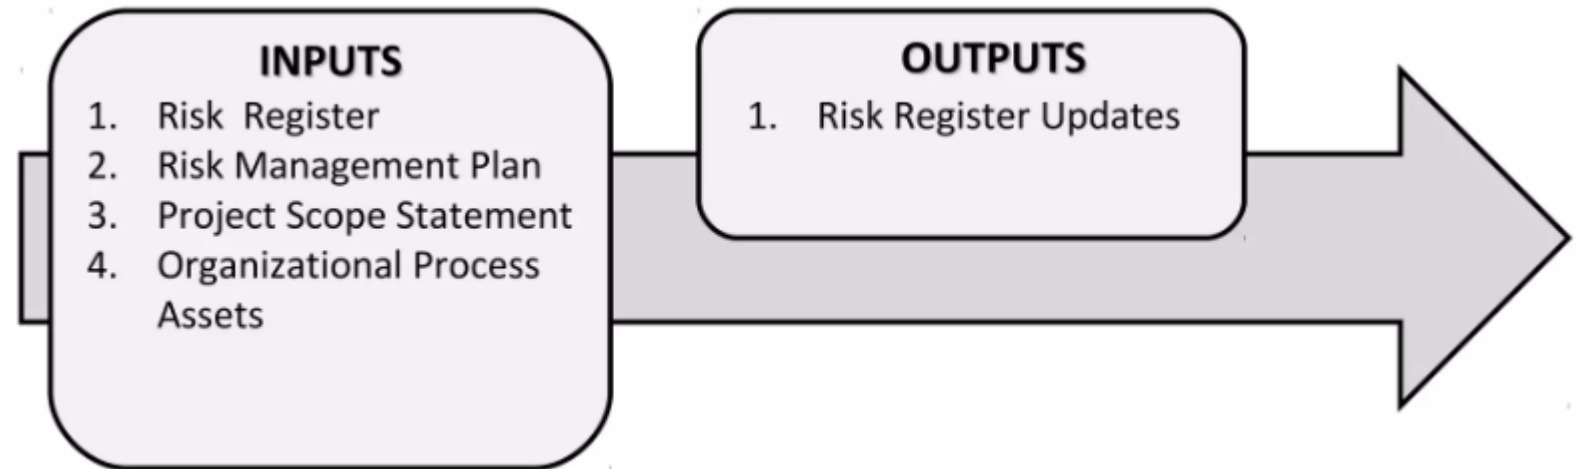 INPUTS
1. Risk Register
2. Risk Management Plan
3. Project Scope Statement
4. Organizational Process
Assets
OUTPUTS
1. Risk Register Updates